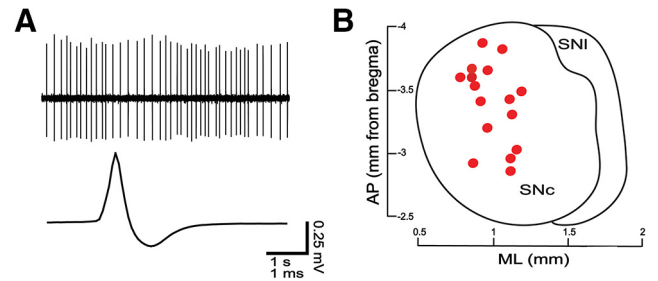 A
1 s
1 ms
0.25 mV
B
AP (mm from bregma)
-4
-3.5
-3
-2.5
SNl
SNc
0.5
1
1.5
2
ML (mm)